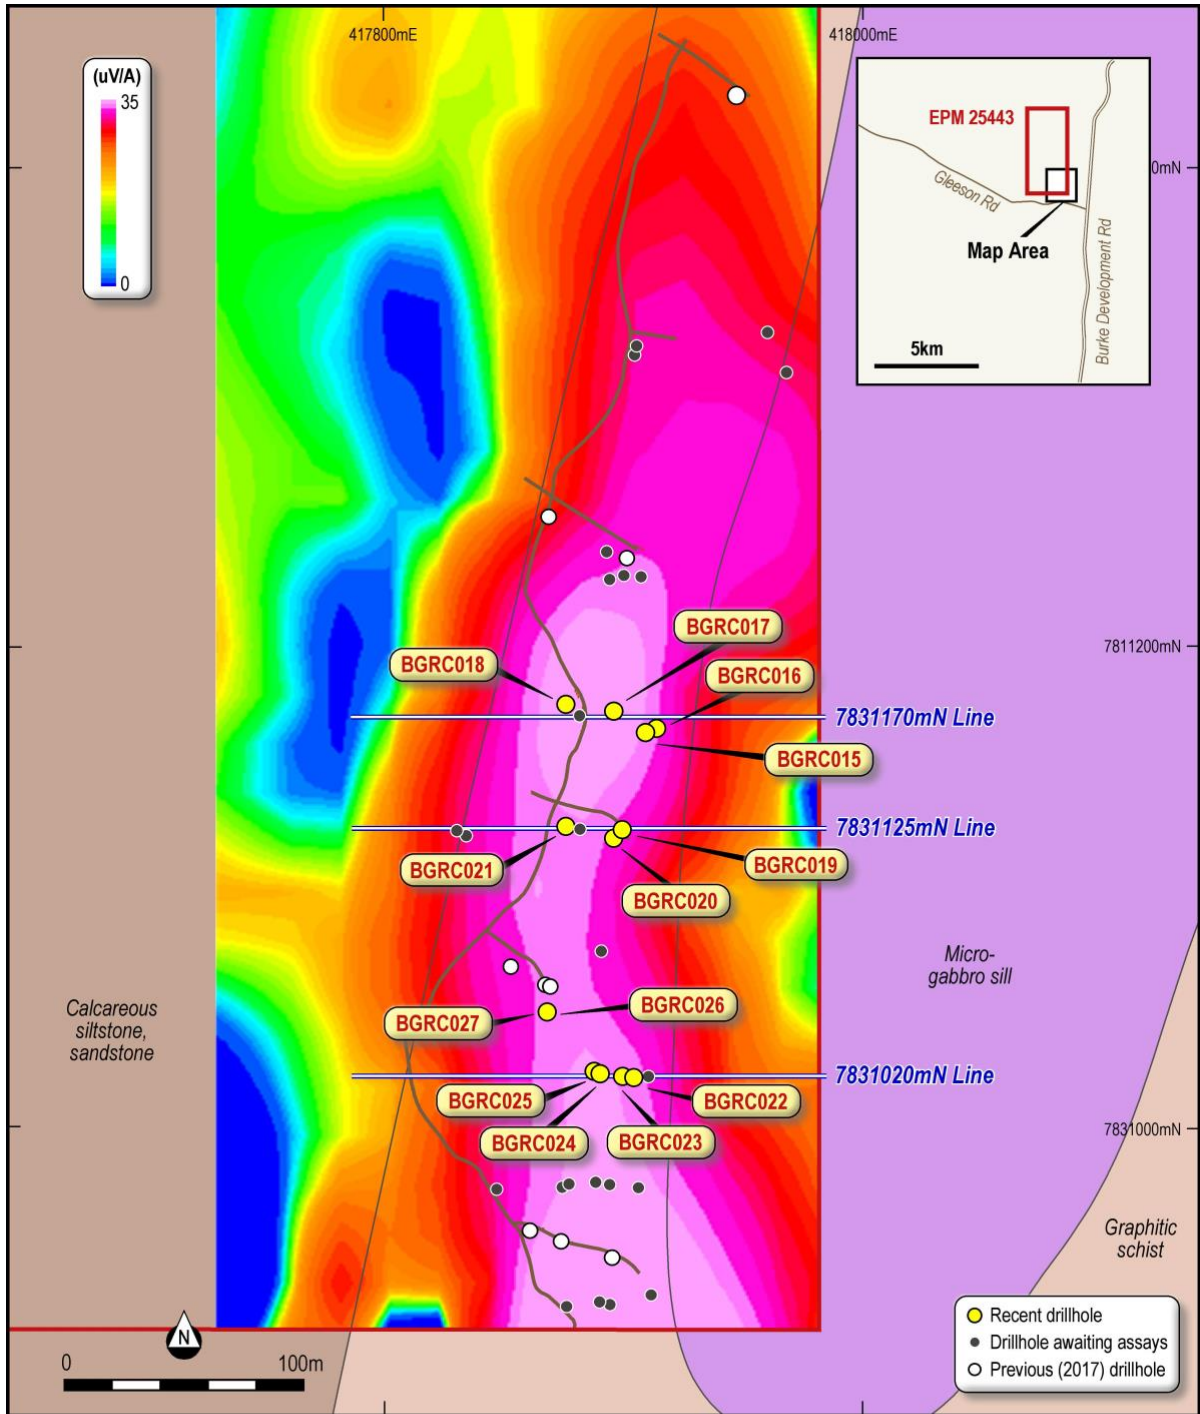 417800mE
418000mE
(uV/A)
35
0
EPM 25443
Gleeson Rd
Map Area
Burke Development Rd
5km
0mN
BGRC017
BGRC018
BGRC016
7811200mN
7831170mN Line
BGRC015
7831125mN Line
BGRC021
BGRC019
BGRC020
Micro-
gabbro sill
Calcareous
siltstone,
sandstone
BGRC026
BGRC027
7831020mN Line
BGRC025
BGRC022
BGRC024
BGRC023
7831000mN
Graphitic
schist
N
0
100m
Recent drillhole
Drillhole awaiting assays
Previous (2017) drillhole